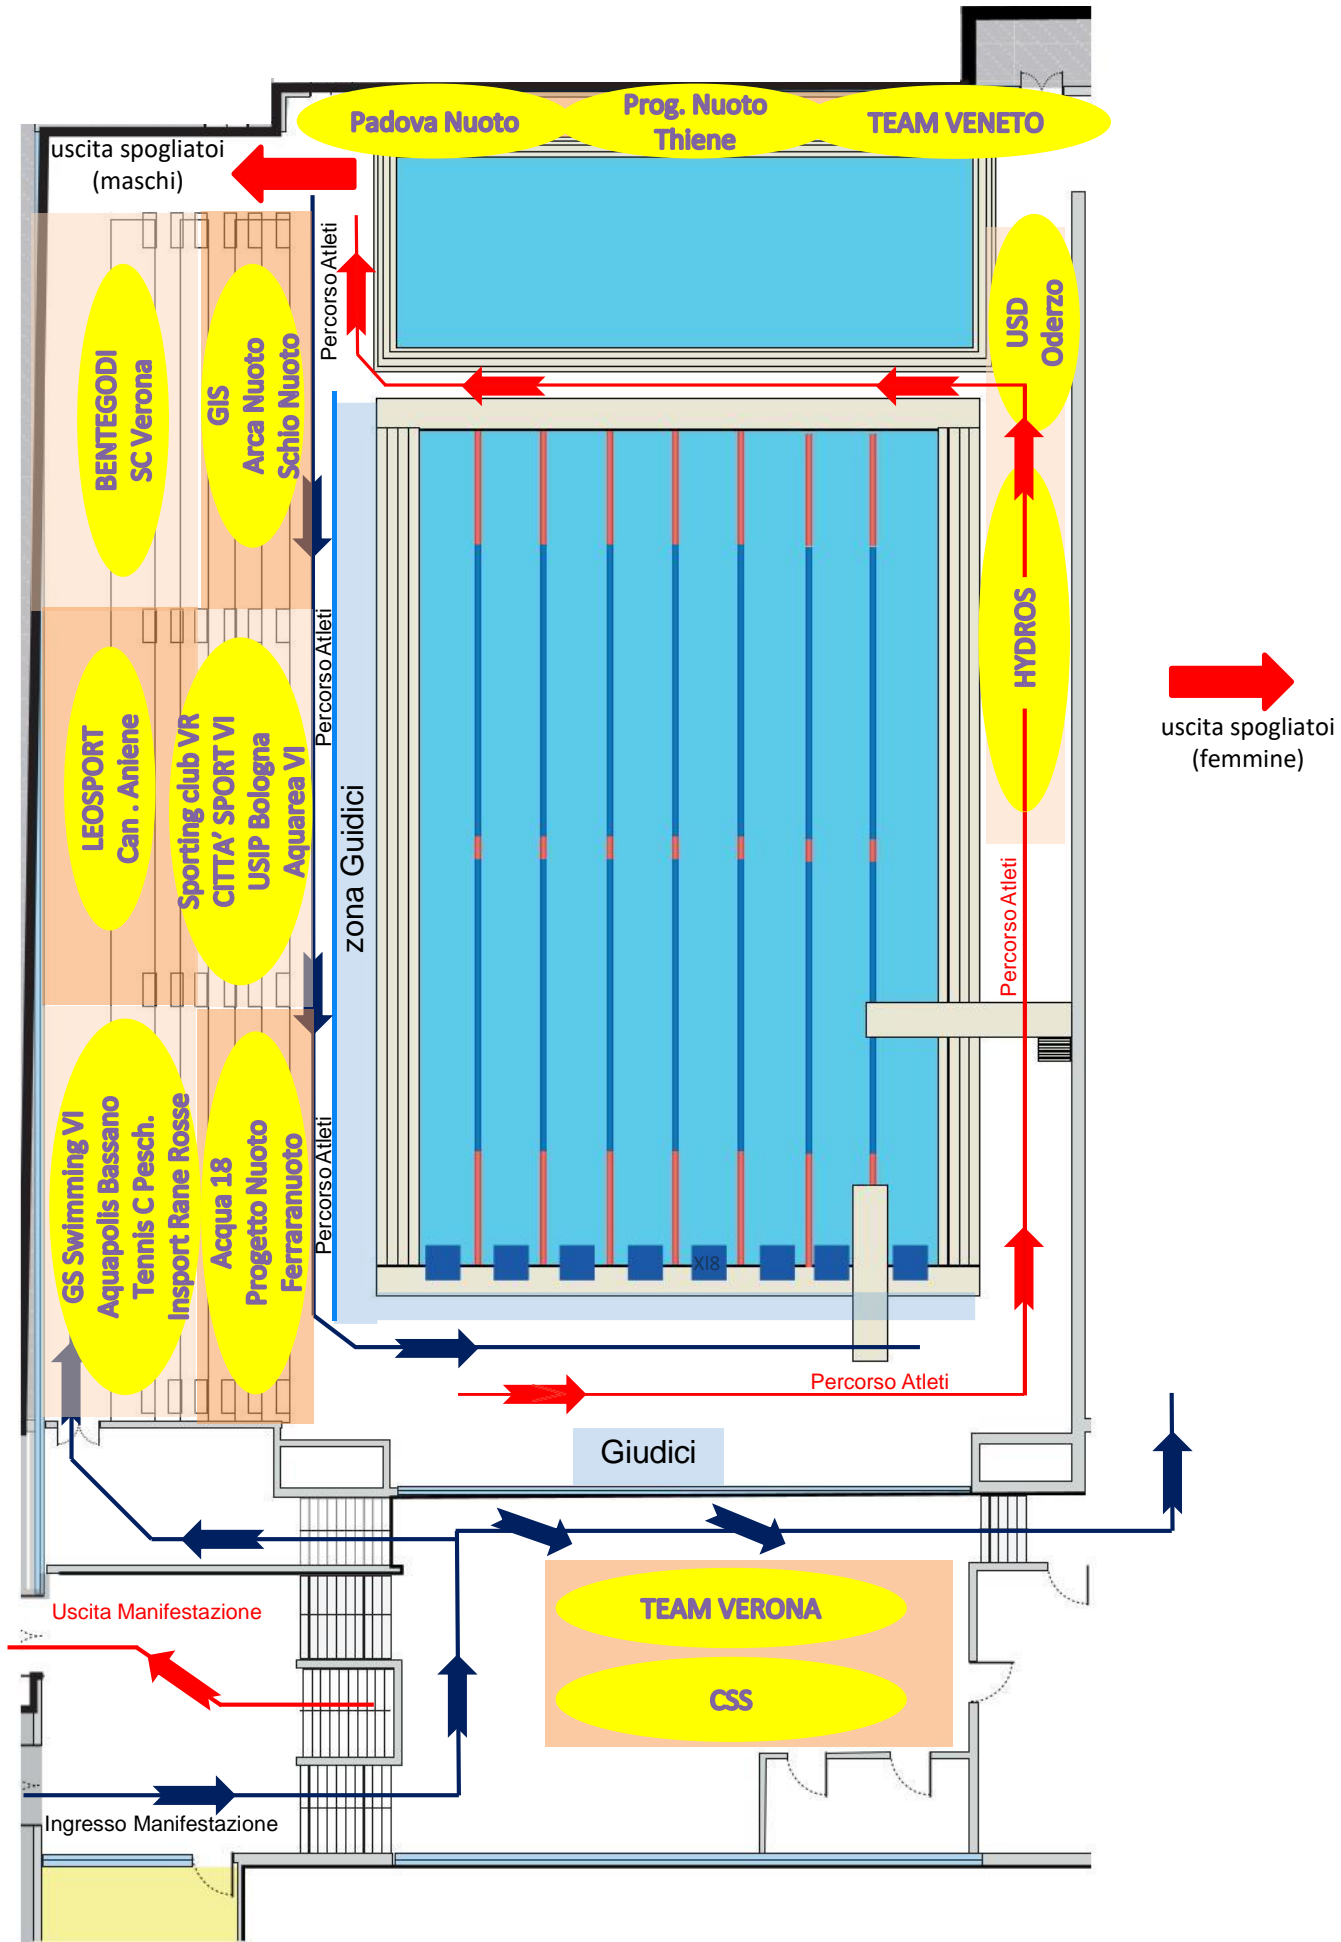 Padova Nuoto
Prog. Nuoto
Thiene
TEAM VENETO
uscita spogliatoi
(maschi)
Percorso Atleti
USD
Oderzo
BENTEGODI
SC Verona
GIS
Arca Nuoto
Schio Nuoto
HYDROS
uscita spogliatoi
(femmine)
Percorso Atleti
LEOSPORT
Can . Aniene
Sporting club VR
CITTA' SPORT VI
USIP Bologna
Aquarea VI
zona Guidici
Percorso Atleti
GS Swimming VI
Aquapolis Bassano
Tennis C Pesch.
Insport Rane Rosse
Acqua 18
Progetto Nuoto
Ferraranuoto
Percorso Atleti
XI8
Percorso Atleti
Giudici
TEAM VERONA
Uscita Manifestazione
CSS
Ingresso Manifestazione